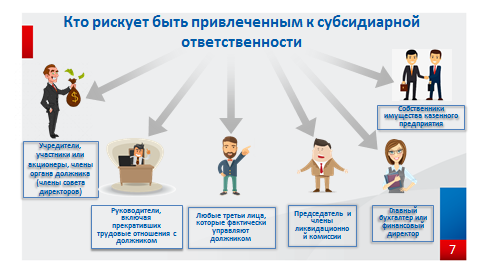 Кто рискует быть привлеченным к субсидиарной
ответственности
Собственники
имущества казенного
предприятия
Учредители,
участники или
акционеры, члены
органа должника
(члены совета
директоров)
Руководители,
включая
прекративших
трудовые отношения с
должником
Любые третьи лица,
которые фактически
управляют
должником
Председатель и
члены
ликвидационно
й комиссии
Главный
бухгалтер или
финансовый
директор
7